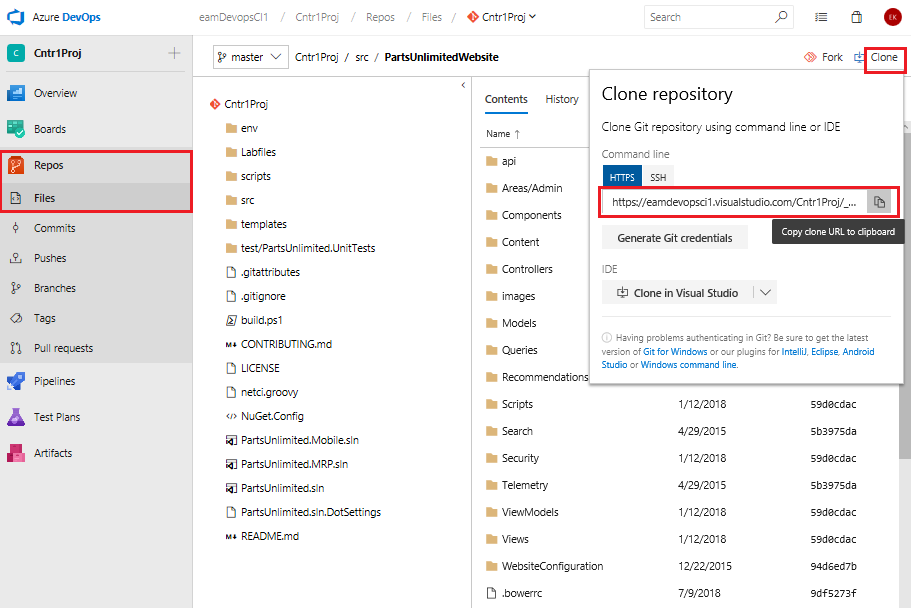 Azure DevOps
eamDevopsCI1 / Cntr1Proj / Repos / Files / Cntr1Proj
Search
EK
C Cntr1Proj
Overview
Boards
Repos
Files
Commits
Pushes
Branches
Tags
Pull requests
Pipelines
Test Plans
Artifacts
master
Cntr1Proj / src / PartsUnlimitedWebsite
Fork
Clone
Cntr1Proj
env
Labfiles
scripts
src
templates
test/PartsUnlimited.UnitTests
.gitattributes
.gitignore
build.ps1
CONTRIBUTING.md
LICENSE
netci.groovy
NuGet.Config
PartsUnlimited.Mobile.sln
PartsUnlimited.MRP.sln
PartsUnlimited.sln
PartsUnlimited.sln.DotSettings
README.md
Contents History
Name ↑
api
Areas/Admin
Components
Content
Controllers
images
Models
Queries
Recommendations
Scripts 1/12/2018 59d0cdac
Search 4/29/2015 5b3975da
Security 1/12/2018 59d0cdac
Telemetry 4/29/2015 5b3975da
ViewModels 1/12/2018 59d0cdac
Views 1/12/2018 59d0cdac
WebsiteConfiguration 12/22/2015 94d6ed7b
.bowerrc 7/9/2018 9df5273f
Clone repository
Clone Git repository using command line or IDE
Command line
HTTPS SSH
https://eamdevopsci1.visualstudio.com/Cntr1Proj/_...
Generate Git credentials
Copy clone URL to clipboard
IDE
Clone in Visual Studio
Having problems authenticating in Git? Be sure to get the latest
version of Git for Windows or our plugins for IntelliJ, Eclipse, Android
Studio or Windows command line.